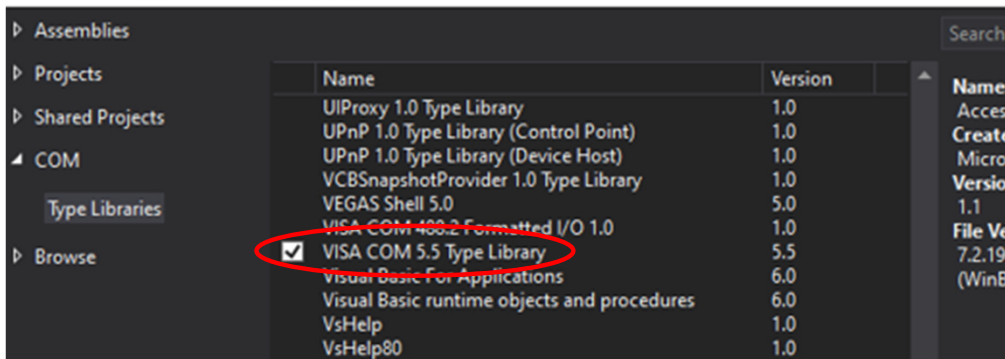 Assemblies
Projects
Shared Projects
COM
Type Libraries
Browse
Name Version
UIProxy 1.0 Type Library 1.0
UPnP 1.0 Type Library (Control Point) 1.0
UPnP 1.0 Type Library (Device Host) 1.0
VCBSnapshotProvider 1.0 Type Library 1.0
VEGAS Shell 5.0 5.0
VISA COM 488.2 Formatted I/O 1.0 1.0
VISA COM 5.5 Type Library 5.5
Visual Basic For Applications 6.0
Visual Basic runtime objects and procedures 6.0
VsHelp 1.0
VsHelp80 1.0
Search
Name
Acces
Create
Micro
Versio
1.1
File Ve
7.2.19
(WinB